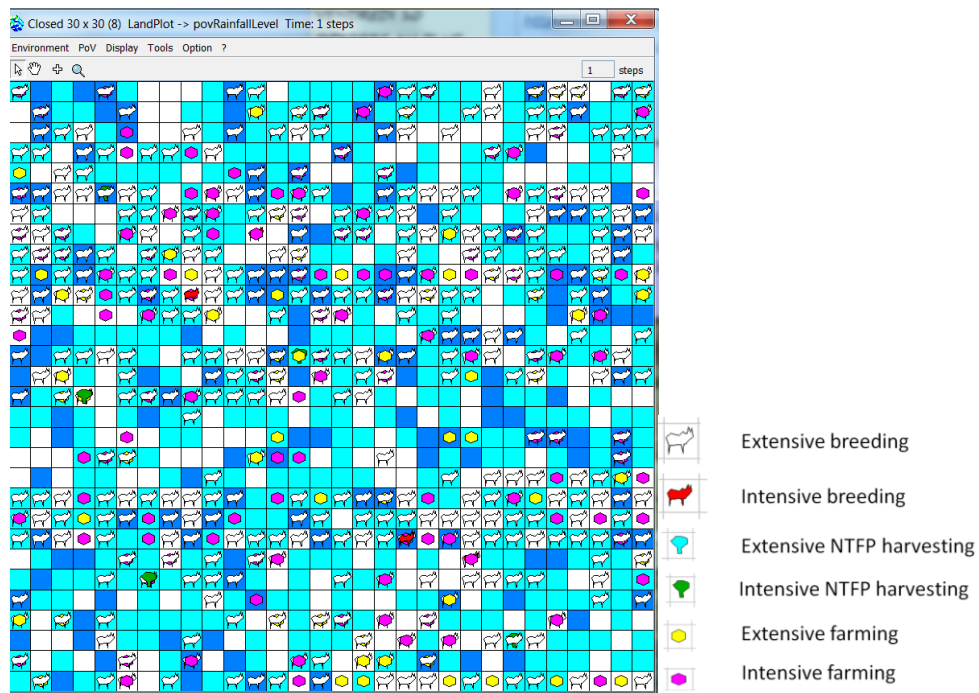 Closed 30 x 30 (8) LandPlot -> povRainfallLevel Time: 1 steps
Environment PoV Display Tools Option ?
1 steps
Extensive breeding
Intensive breeding
Extensive NTFP harvesting
Intensive NTFP harvesting
Extensive farming
Intensive farming